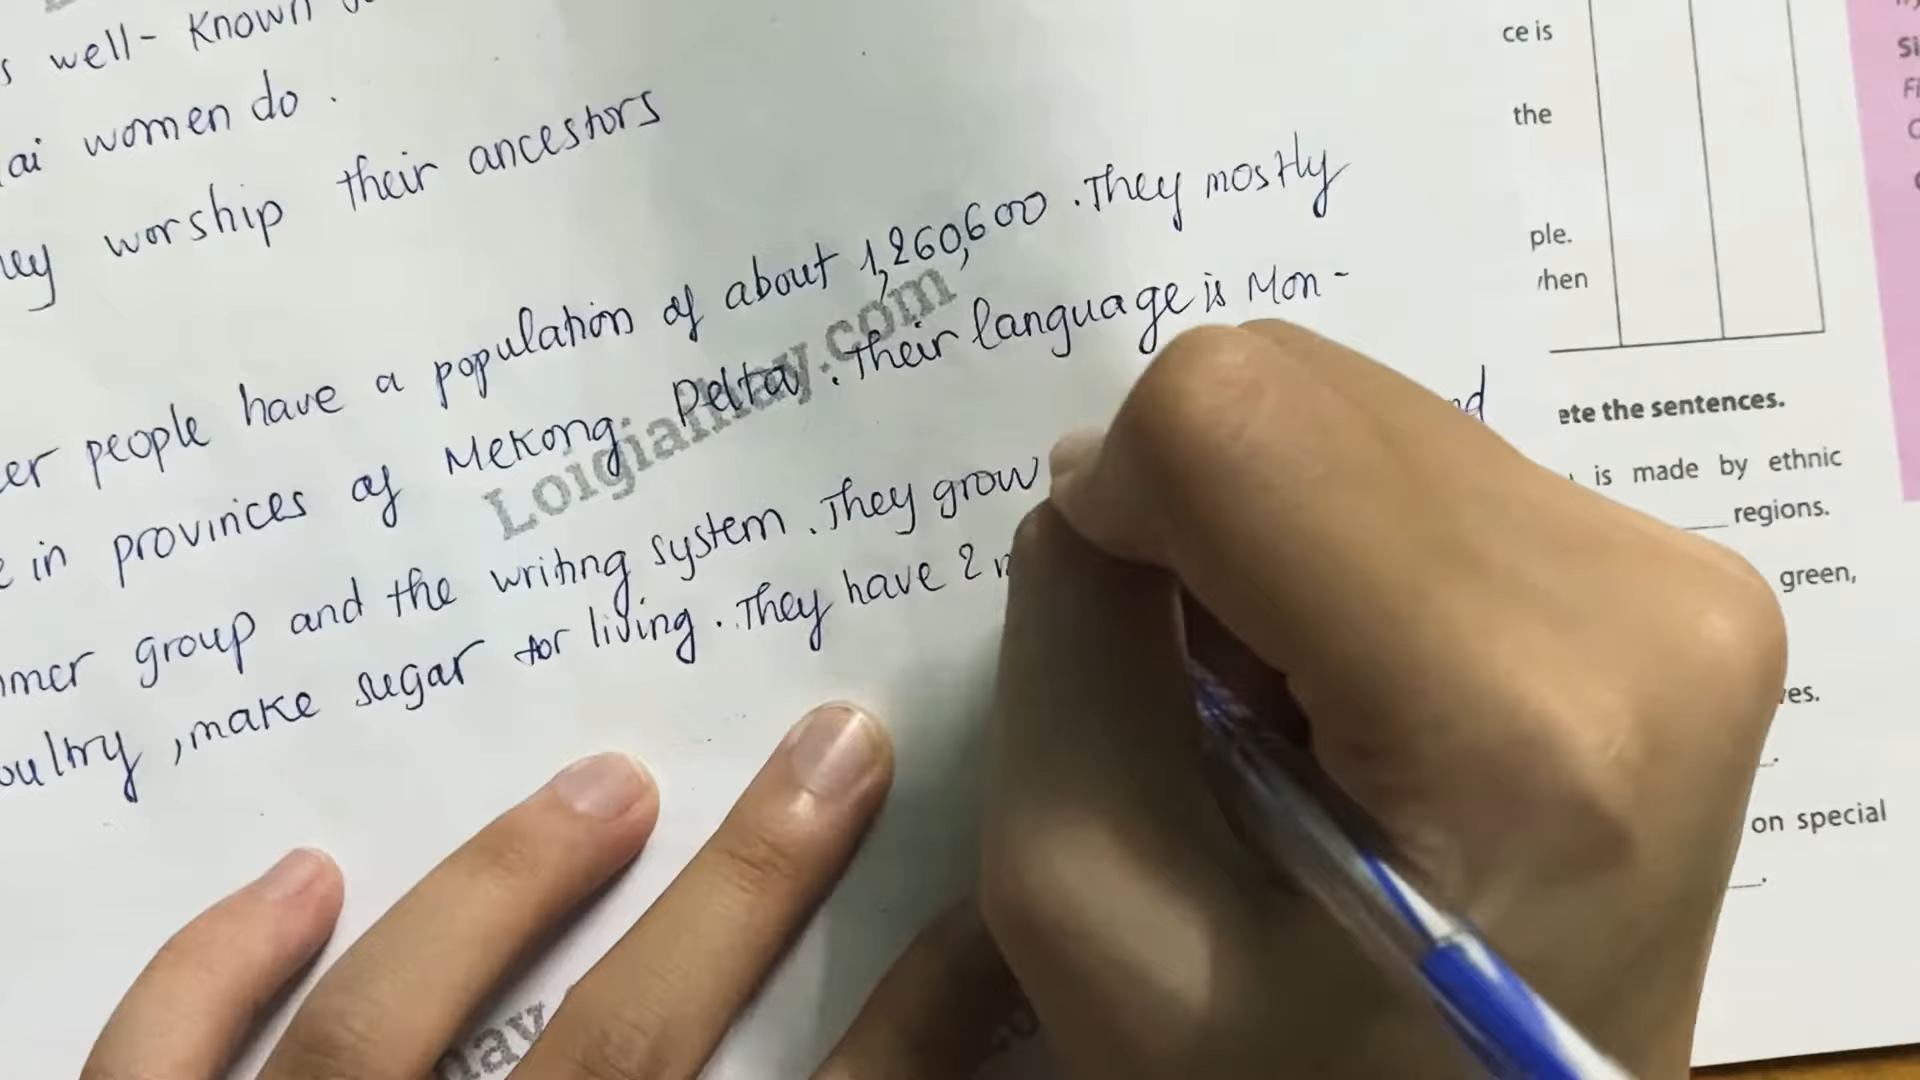 well- Known
ai women do .
worship their ancestors
er people have a population of about 1,260,600 . They mostly
in provinces of Mekong Delta . Their language is Mon -
mer group and the writing system . They grow nd
oultry , make sugar for living . They have 2
Loigiaihay.com
ce is
the
ple.
when
ete the sentences.
is made by ethnic
____ regions.
green,
on special